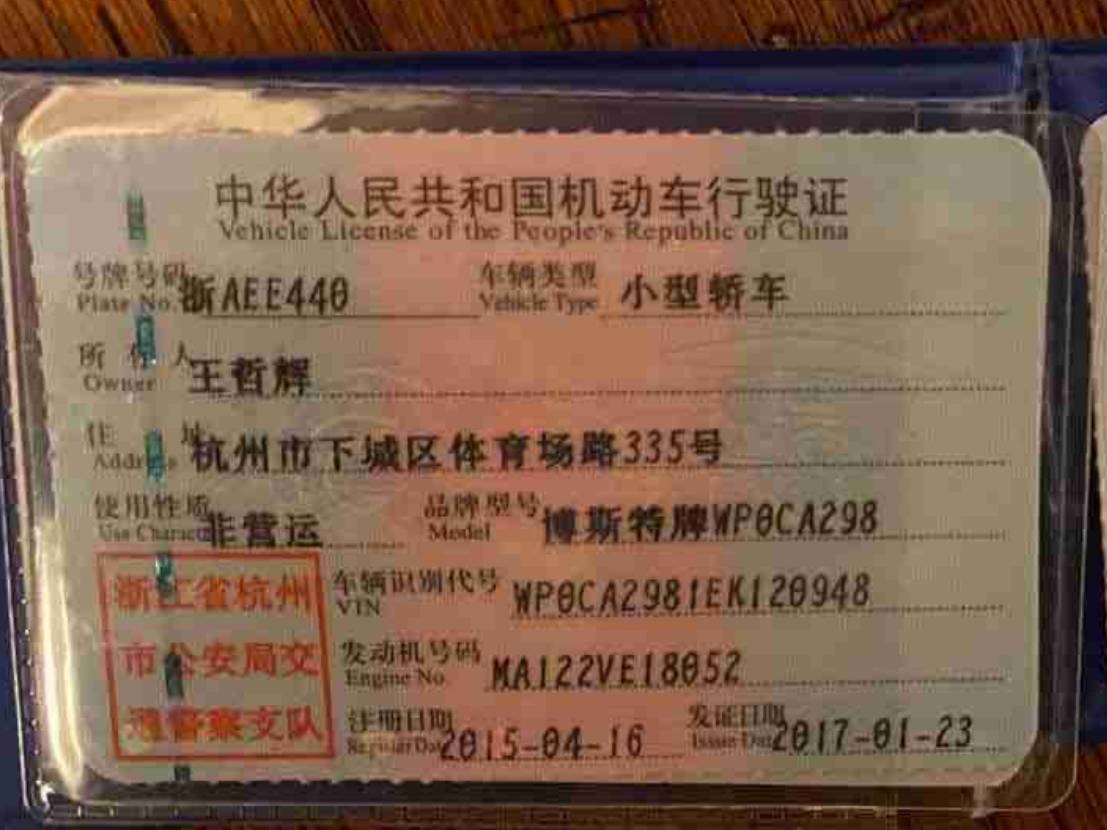 中华人民共和国机动车行驶证
Vehicle License of the People's Republic of China
号牌号码 浙AEE440 车辆类型 小型轿车
Plate No. Vehicle Type
所有人 王哲辉
Owner
住址 杭州市下城区体育场路335号
Address
使用性质 非营运 品牌型号 博斯特牌WP0CA298
Use Charact Model
浙江省杭州 车辆识别代号 WP0CA2981EK120948
VIN
市公安局交 发动机号码 MA122VE18052
Engine No.
通警察支队 注册日期 2015-04-16 发证日期 2017-01-23
Register Dat Issue Dat